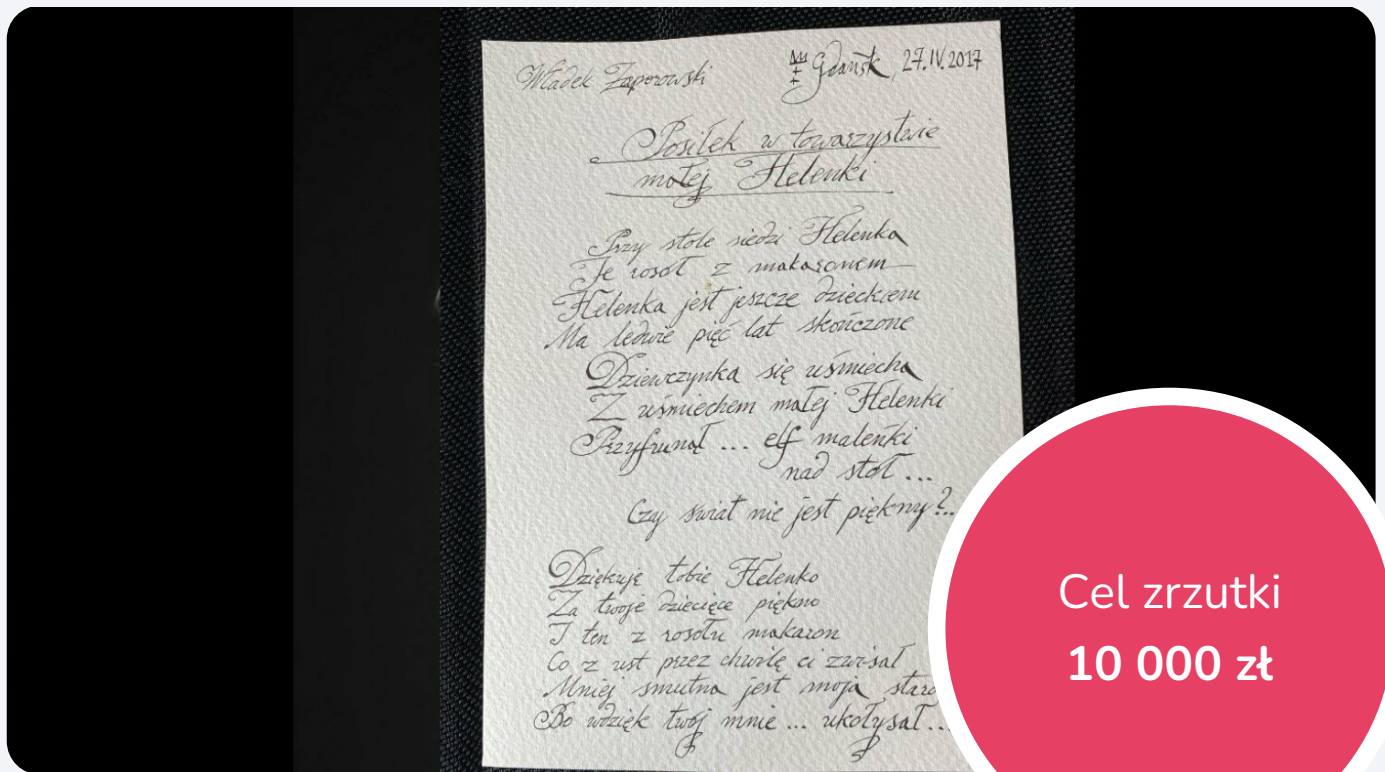 Władek Zaporowski
Gdańsk, 27.IV.2017
Posiłek w towarzystwie
małej Helenki
Przy stole siedzi Helenka
Je rosół z makaronem
Helenka jest jeszcze dzieckiem
Ma ledwie pięć lat skończone
Dziewczynka się uśmiecha
Z uśmiechem małej Helenki
Przyfrunął ... elf maleńki
nad stół ...
Czy świat nie jest piękny?..
Dziękuję tobie Helenko
Za twoje dziecięce piękno
I ten z rosołu makaron
Co z ust przez chwilę ci zwisał
Mniej smutna jest moja
Bo wdzięk twój mnie ... ukołysał...
Cel zrzutki
10 000 zł